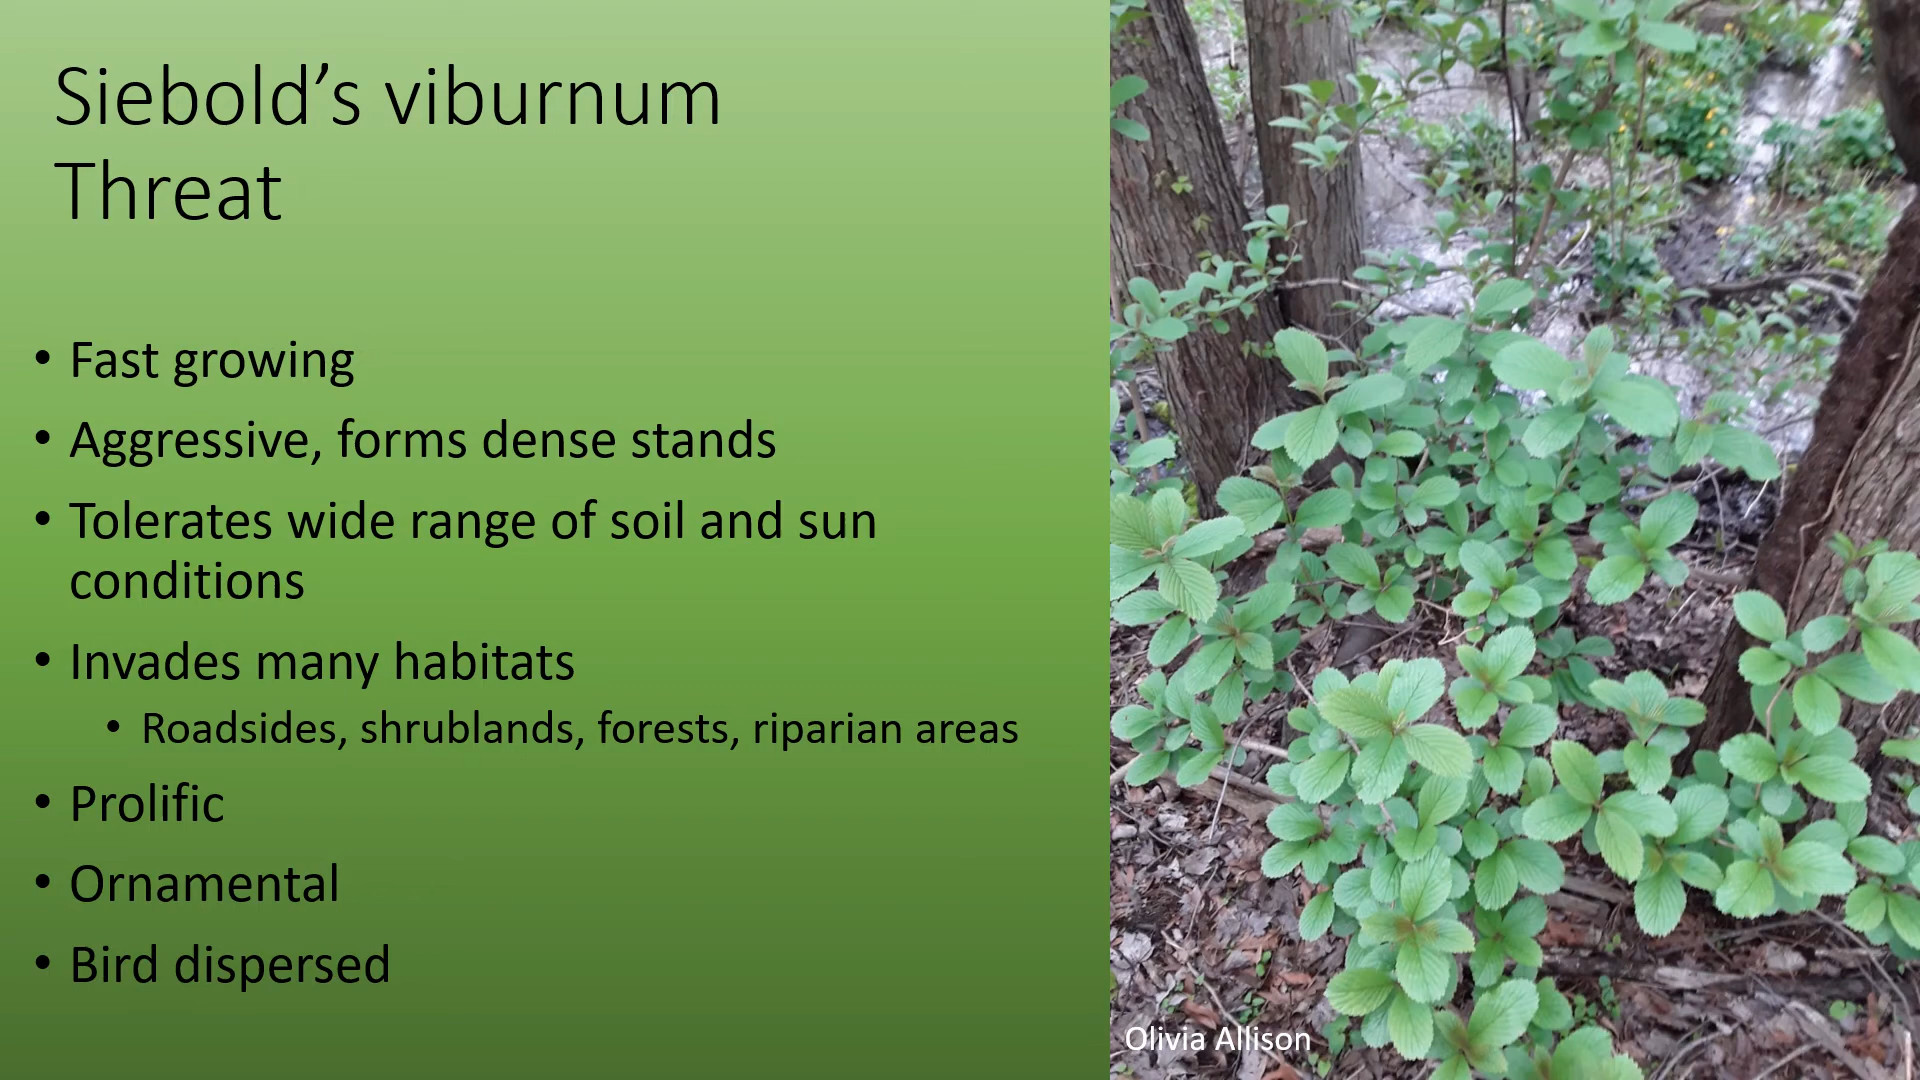 Siebold’s viburnum
Threat
• Fast growing
• Aggressive, forms dense stands
• Tolerates wide range of soil and sun
conditions
• Invades many habitats
• Roadsides, shrublands, forests, riparian areas
• Prolific
• Ornamental
• Bird dispersed
Olivia Allison